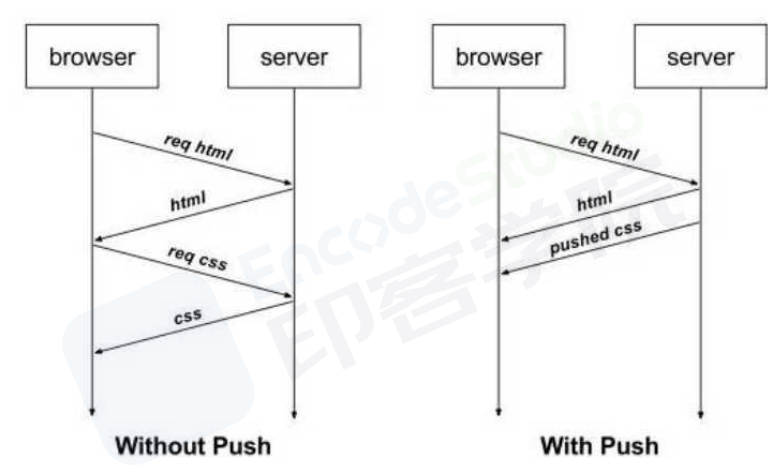 browser
server
req html
html
req css
css
Without Push
browser
server
req html
html
pushed css
With Push
EncodeStudio
印客学院